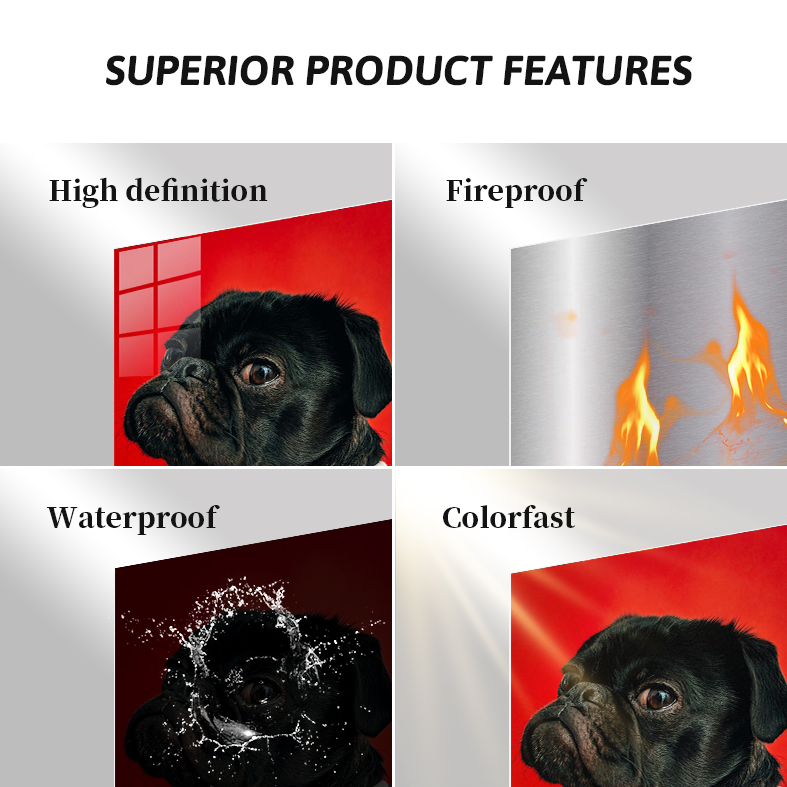 SUPERIOR PRODUCT FEATURES
High definition
Fireproof
Waterproof
Colorfast